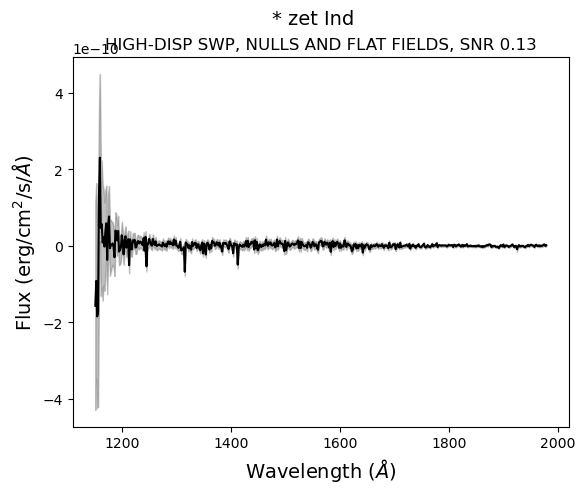 * zet Ind
HIGH-DISP SWP, NULLS AND FLAT FIELDS, SNR 0.13
1e−10
4
2
0
−2
−4
Flux (erg/cm²/s/Å)
1200 1400 1600 1800 2000
Wavelength (Å)